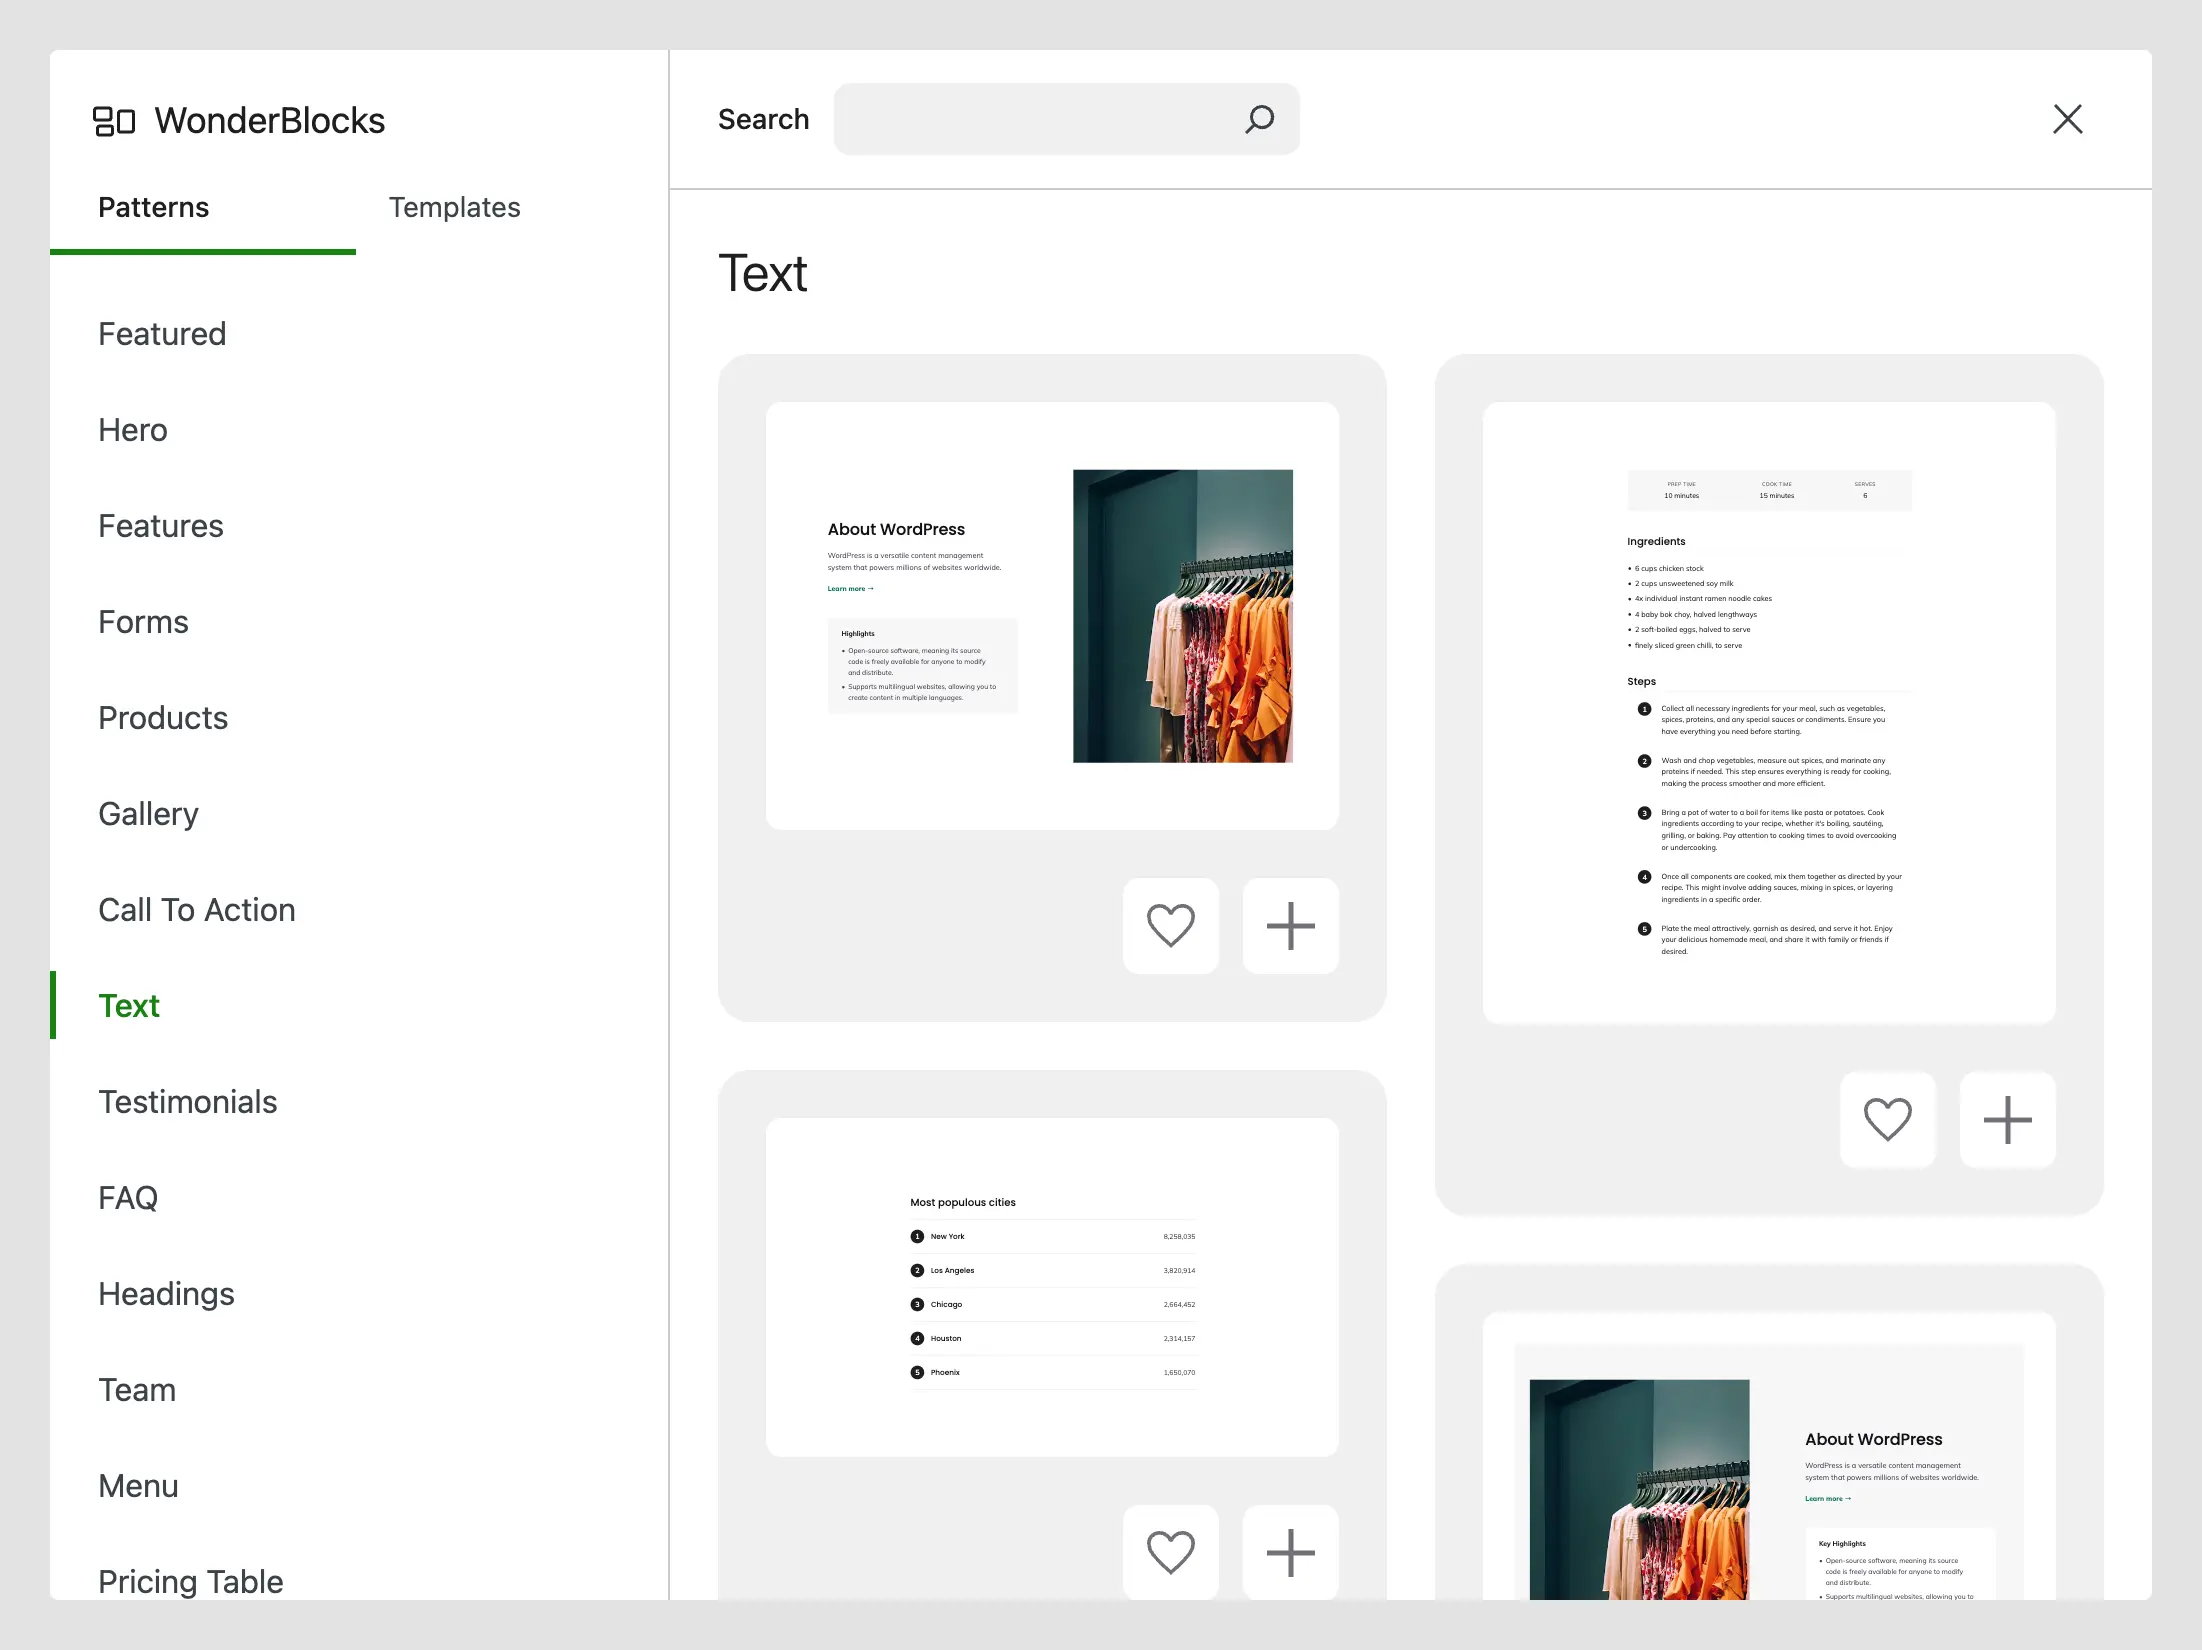 WonderBlocks
Patterns
Templates
Featured
Hero
Features
Forms
Products
Gallery
Call To Action
Text
Testimonials
FAQ
Headings
Team
Menu
Pricing Table
Search
Text
About WordPress
WordPress is a versatile content management
system that powers millions of websites worldwide.
Learn more →
Highlights
• Open-source software, meaning its source
code is freely available for anyone to modify
and distribute.
• Supports multilingual websites, allowing you to
create content in multiple languages.
PREP TIME
10 minutes
COOK TIME
15 minutes
SERVES
6
Ingredients
• 6 cups chicken stock
• 2 cups unsweetened soy milk
• 4x individual instant ramen noodle cakes
• 4 baby bok choy, halved lengthways
• 2 soft-boiled eggs, halved to serve
• finely sliced green chilli, to serve
Steps
1 Collect all necessary ingredients for your meal, such as vegetables,
spices, proteins, and any special sauces or condiments. Ensure you
have everything you need before starting.
2 Wash and chop vegetables, measure out spices, and marinate any
proteins if needed. This step ensures everything is ready for cooking,
making the process smoother and more efficient.
3 Bring a pot of water to a boil for items like pasta or potatoes. Cook
ingredients according to your recipe, whether it's boiling, sautéing,
grilling, or baking. Pay attention to cooking times to avoid overcooking
or undercooking.
4 Once all components are cooked, mix them together as directed by your
recipe. This might involve adding sauces, mixing in spices, or layering
ingredients in a specific order.
5 Plate the meal attractively, garnish as desired, and serve it hot. Enjoy
your delicious homemade meal, and share it with family or friends if
desired.
Most populous cities
1 New York 8,258,035
2 Los Angeles 3,820,914
3 Chicago 2,664,452
4 Houston 2,314,157
5 Phoenix 1,650,070
About WordPress
WordPress is a versatile content management
system that powers millions of websites worldwide.
Learn more →
Key Highlights
• Open-source software, meaning its source
code is freely available for anyone to modify
and distribute.
• Supports multilingual websites, allowing you to